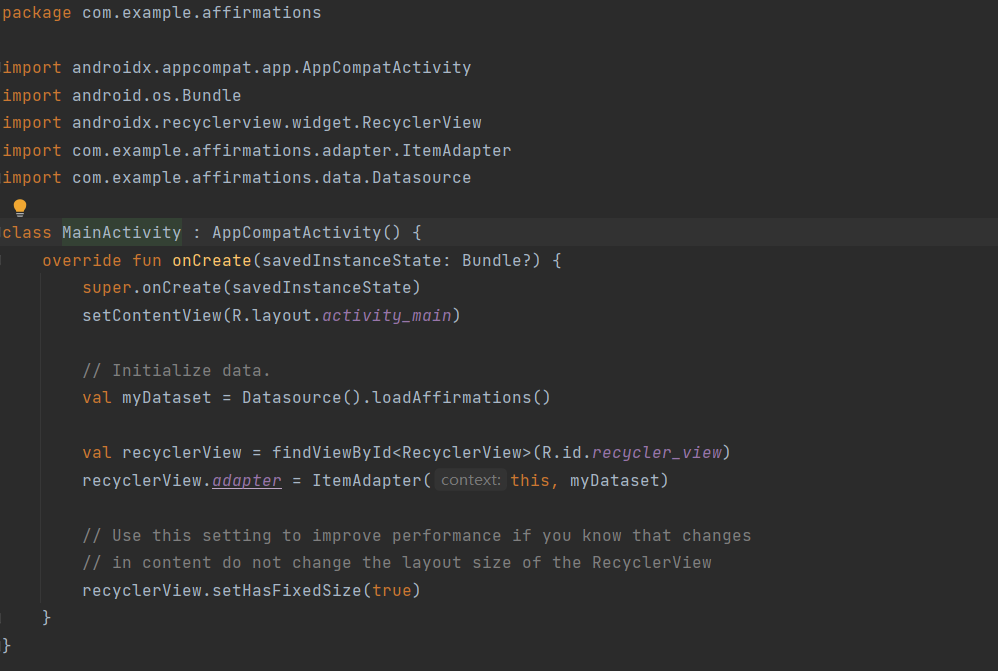 package com.example.affirmations
import androidx.appcompat.app.AppCompatActivity
import android.os.Bundle
import androidx.recyclerview.widget.RecyclerView
import com.example.affirmations.adapter.ItemAdapter
import com.example.affirmations.data.Datasource
class MainActivity : AppCompatActivity() {
    override fun onCreate(savedInstanceState: Bundle?) {
        super.onCreate(savedInstanceState)
        setContentView(R.layout.activity_main)
        // Initialize data.
        val myDataset = Datasource().loadAffirmations()
        val recyclerView = findViewById<RecyclerView>(R.id.recycler_view)
        recyclerView.adapter = ItemAdapter( context: this, myDataset)
        // Use this setting to improve performance if you know that changes
        // in content do not change the layout size of the RecyclerView
        recyclerView.setHasFixedSize(true)
    }
}